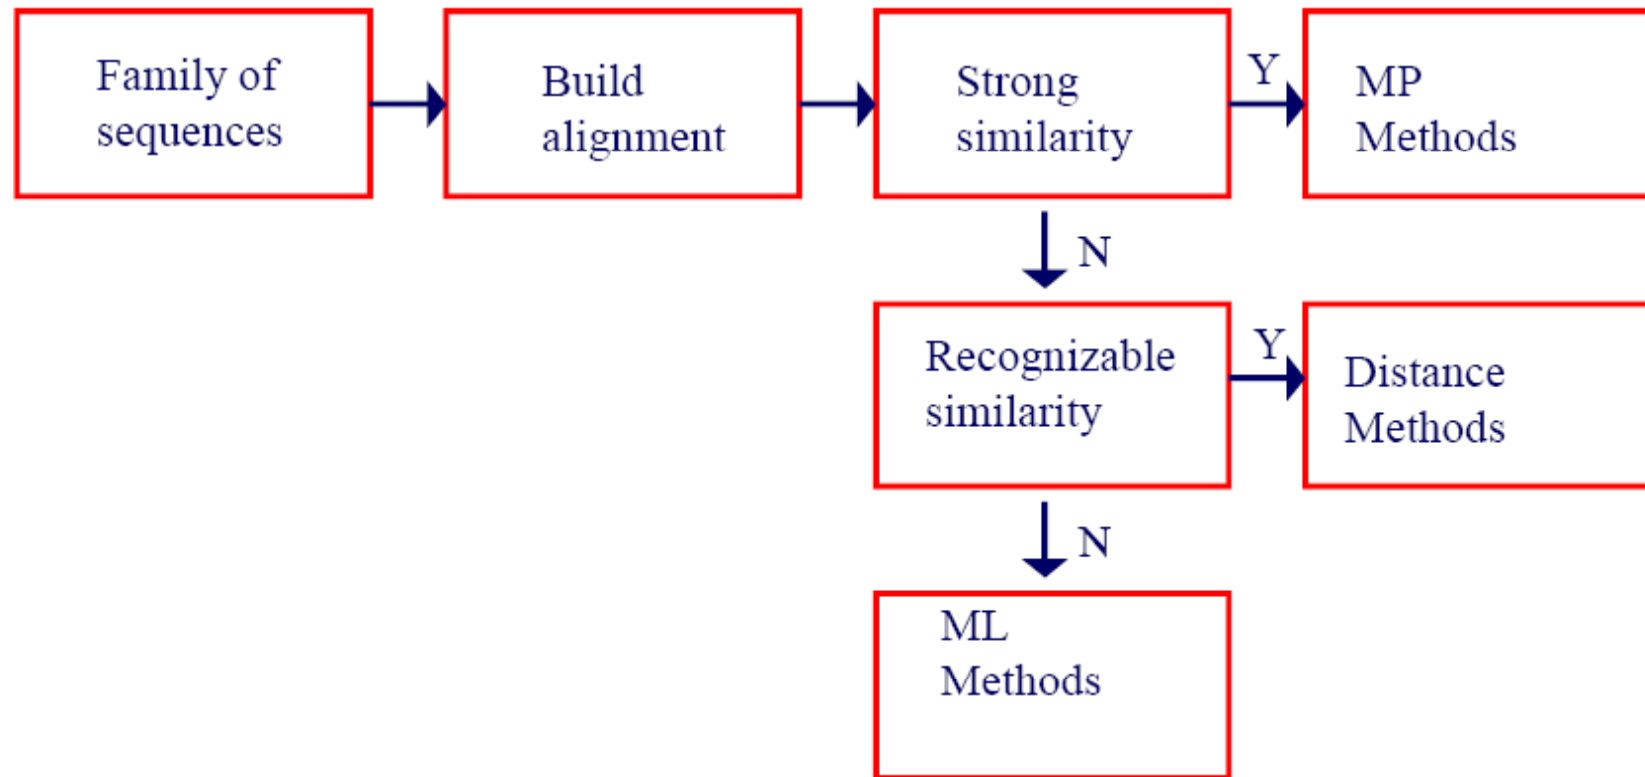 Family of
sequences
Build
alignment
Strong
similarity
Y
MP
Methods
N
Recognizable
similarity
Y
Distance
Methods
N
ML
Methods